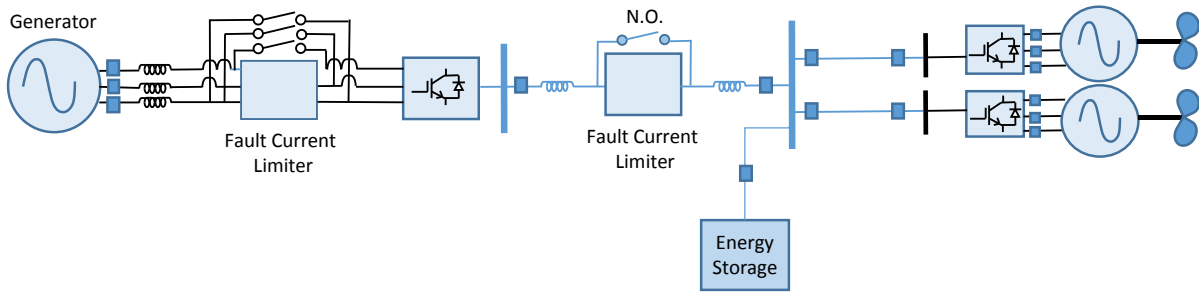 Generator
N.O.
Fault Current
Limiter
Fault Current
Limiter
Energy
Storage